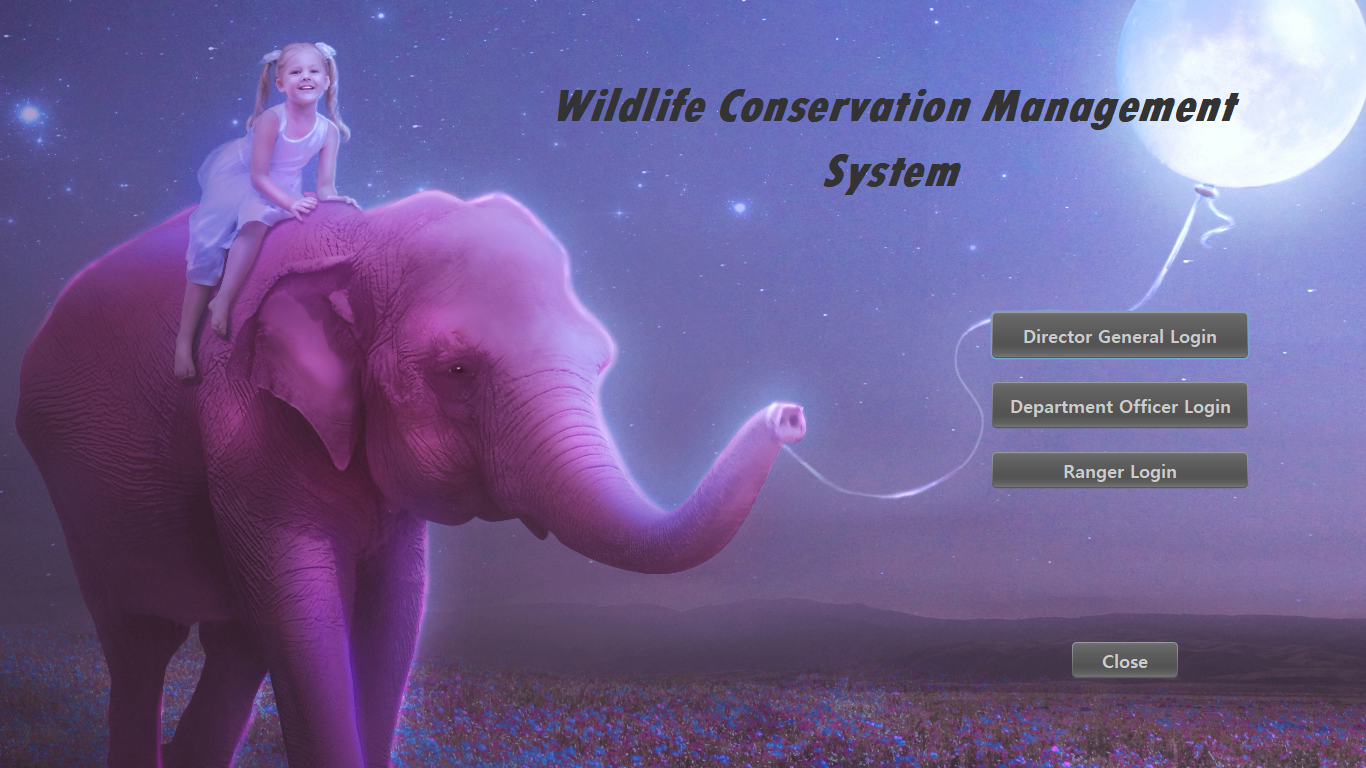 Wildlife Conservation Management
System
Director General Login
Department Officer Login
Ranger Login
Close